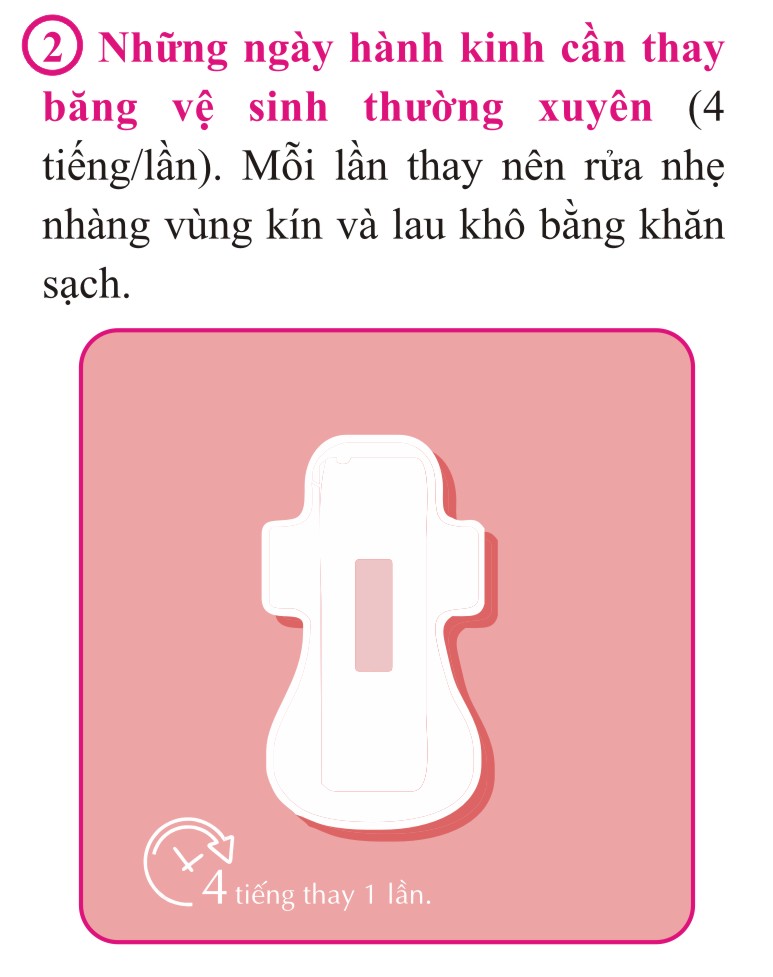 2 Những ngày hành kinh cần thay
băng vệ sinh thường xuyên (4
tiếng/lần). Mỗi lần thay nên rửa nhẹ
nhàng vùng kín và lau khô bằng khăn
sạch.
4 tiếng thay 1 lần.